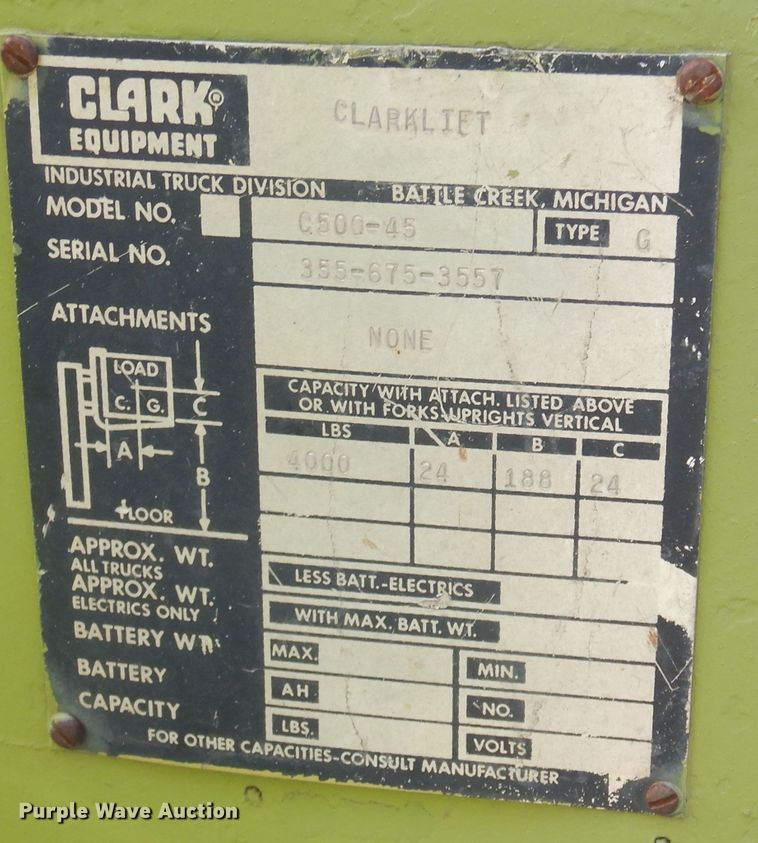 CLARK®
EQUIPMENT
CLARKLIFT
INDUSTRIAL TRUCK DIVISION BATTLE CREEK, MICHIGAN
MODEL NO. C500-45 TYPE G
SERIAL NO. 355-675-3557
ATTACHMENTS NONE
LOAD
C. G. C
A
B
FLOOR
CAPACITY WITH ATTACH. LISTED ABOVE
OR WITH FORKS-UPRIGHTS VERTICAL
LBS A B C
4000 24 188 24
APPROX. WT.
ALL TRUCKS
LESS BATT.-ELECTRICS
APPROX. WT.
ELECTRICS ONLY
WITH MAX. BATT. WT.
BATTERY WT. MAX. MIN.
BATTERY AH NO.
CAPACITY LBS. VOLTS
FOR OTHER CAPACITIES-CONSULT MANUFACTURER
Purple Wave Auction